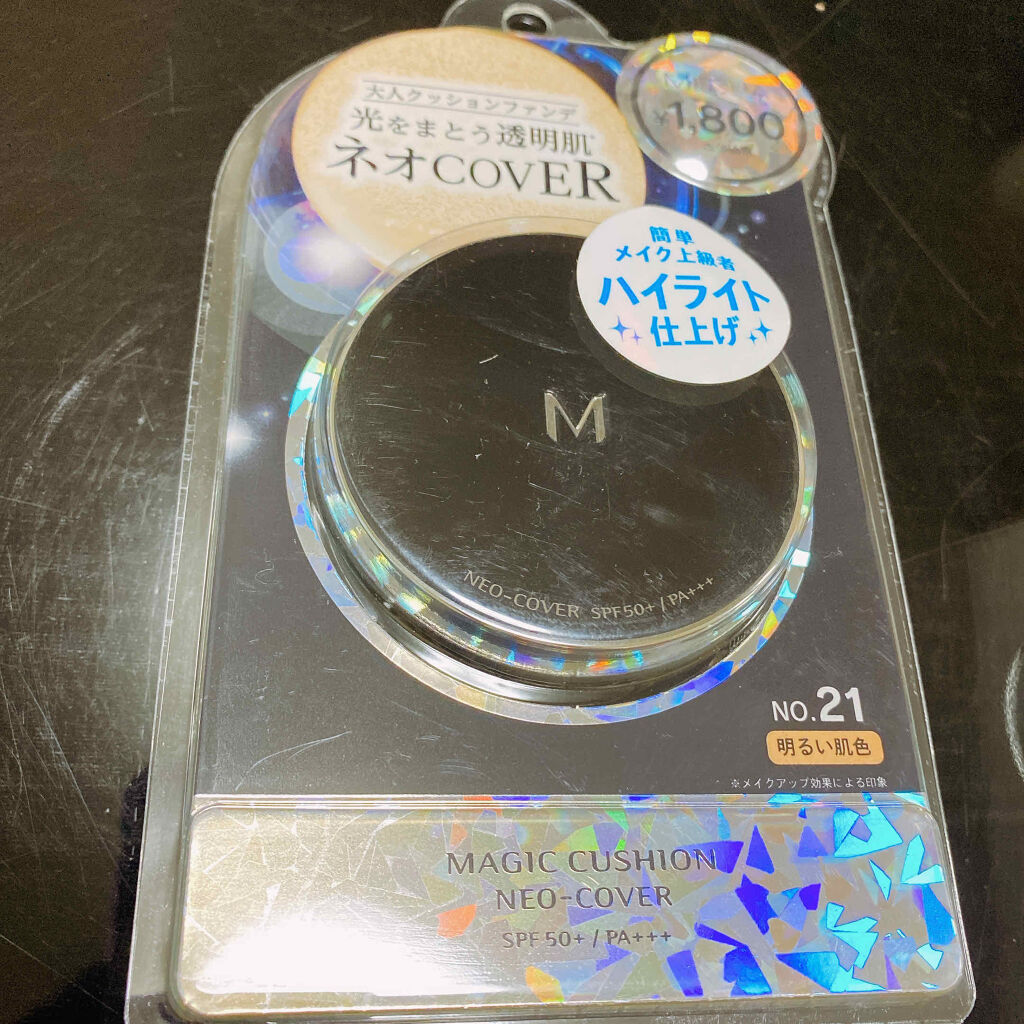 大人クッションファンデ
光をまとう透明肌*
ネオCOVER
¥1,800
簡単
メイク上級者
ハイライト
仕上げ
M
NEO-COVER SPF50+ / PA+++
NO.21
明るい肌色
※メイクアップ効果による印象
MAGIC CUSHION
NEO-COVER
SPF 50+ / PA+++